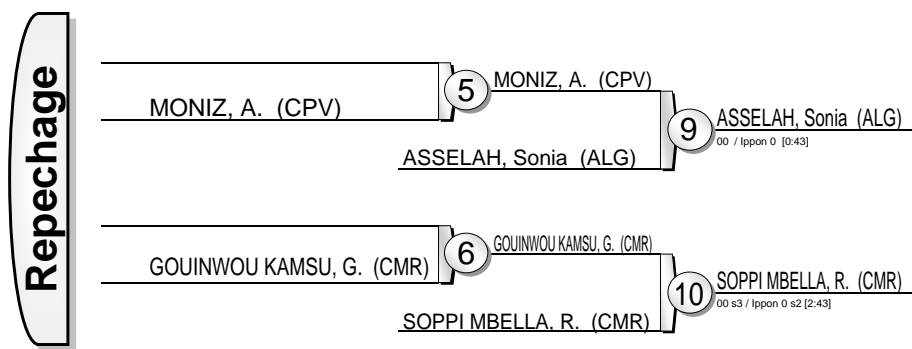 Repechage
MONIZ, A. (CPV)
5
MONIZ, A. (CPV)
ASSELAH, Sonia (ALG)
9
ASSELAH, Sonia (ALG)
00 / Ippon 0 [0:43]
GOUINWOU KAMSU, G. (CMR)
6
GOUINWOU KAMSU, G. (CMR)
SOPPI MBELLA, R. (CMR)
10
SOPPI MBELLA, R. (CMR)
00 s3 / Ippon 0 s2 [2:43]